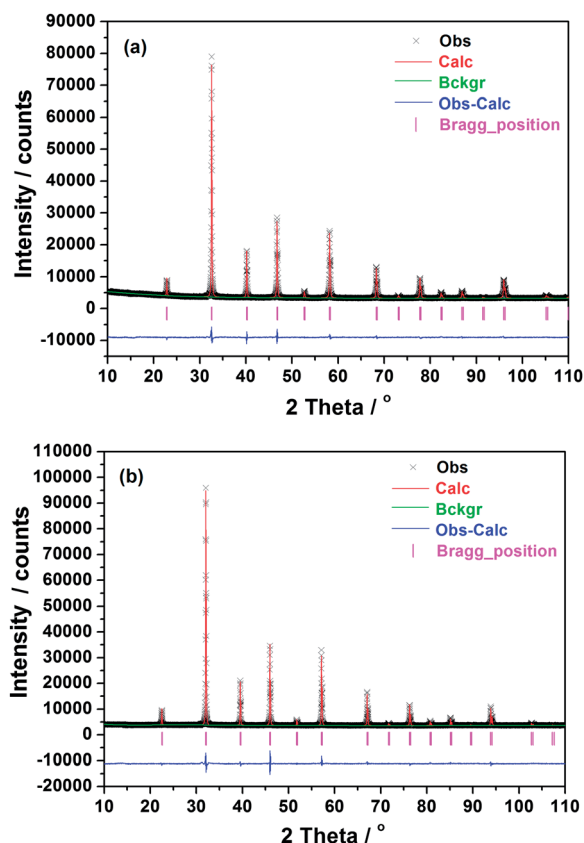 (a)
Obs
Calc
Bckgr
Obs-Calc
Bragg_position
90000
80000
70000
60000
50000
40000
30000
20000
10000
0
-10000
Intensity / counts
10 20 30 40 50 60 70 80 90 100 110
2 Theta / °
(b)
Obs
Calc
Bckgr
Obs-Calc
Bragg_position
110000
100000
90000
80000
70000
60000
50000
40000
30000
20000
10000
0
-10000
-20000
Intensity / counts
10 20 30 40 50 60 70 80 90 100 110
2 Theta / °